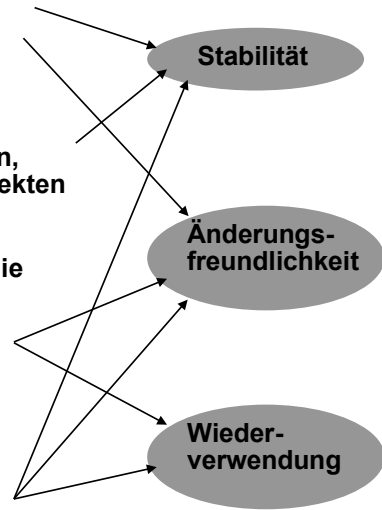 Stabilität
n,
ekten
Änderungs-
freundlichkeit
ie
Wieder-
verwendung